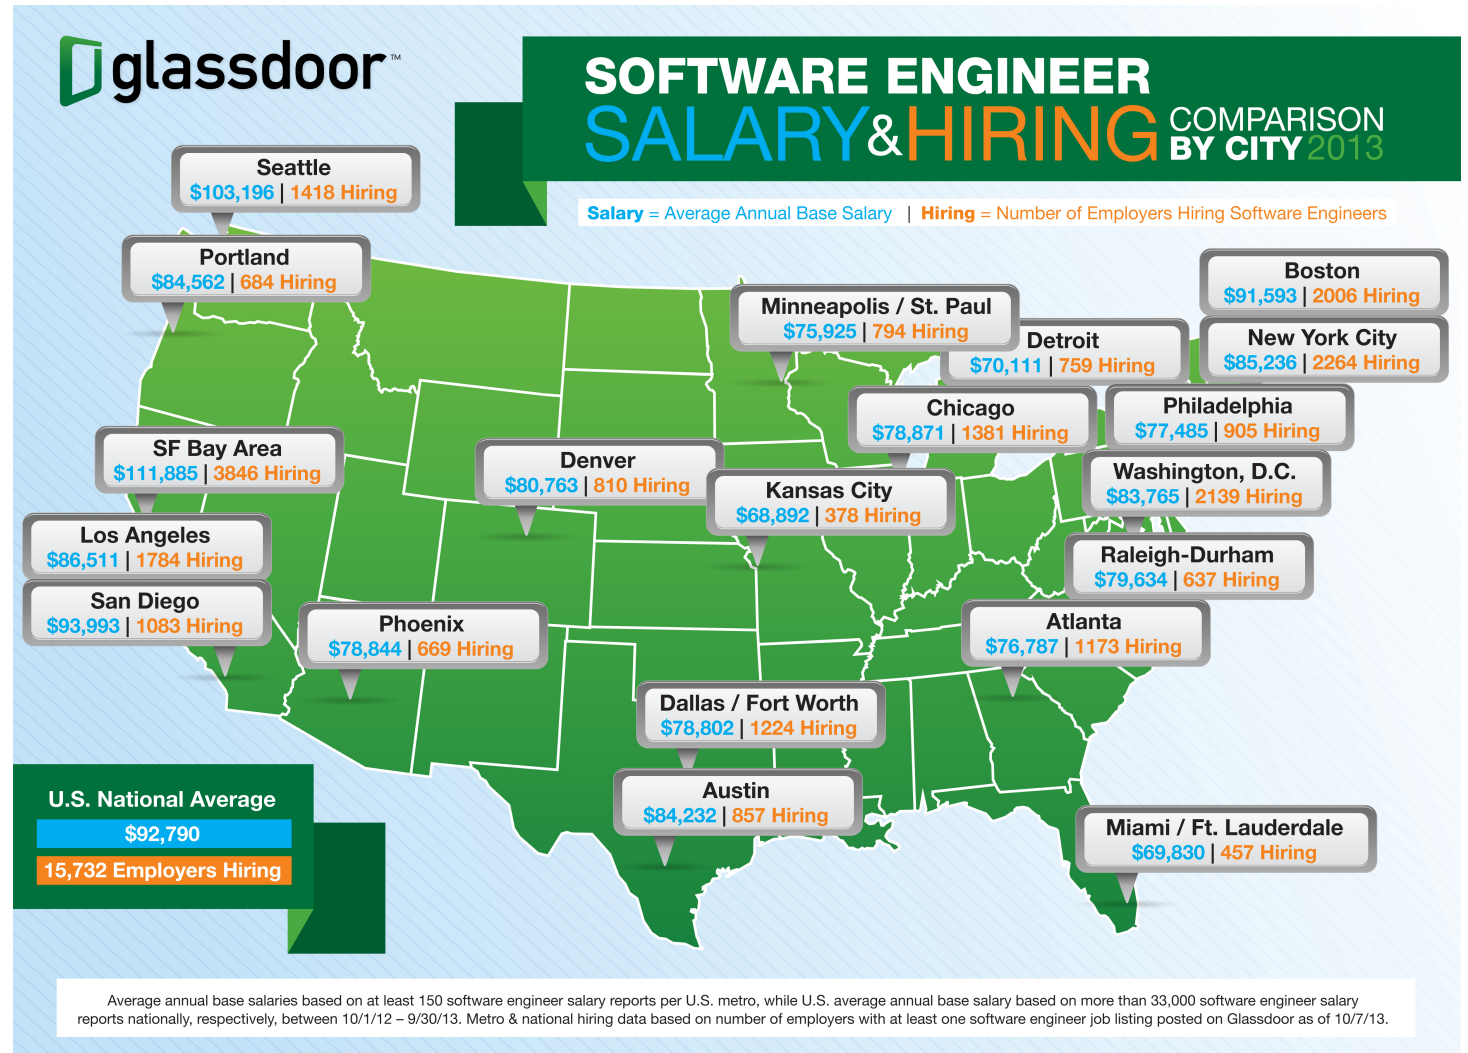 glassdoor™
SOFTWARE ENGINEER
SALARY & HIRING COMPARISON BY CITY 2013
Salary = Average Annual Base Salary | Hiring = Number of Employers Hiring Software Engineers
Seattle
$103,196 | 1418 Hiring
Portland
$84,562 | 684 Hiring
Boston
$91,593 | 2006 Hiring
Minneapolis / St. Paul
$75,925 | 794 Hiring
Detroit
$70,111 | 759 Hiring
New York City
$85,236 | 2264 Hiring
Chicago
$78,871 | 1381 Hiring
Philadelphia
$77,485 | 905 Hiring
SF Bay Area
$111,885 | 3846 Hiring
Denver
$80,763 | 810 Hiring
Kansas City
$68,892 | 378 Hiring
Washington, D.C.
$83,765 | 2139 Hiring
Los Angeles
$86,511 | 1784 Hiring
Raleigh-Durham
$79,634 | 637 Hiring
San Diego
$93,993 | 1083 Hiring
Phoenix
$78,844 | 669 Hiring
Atlanta
$76,787 | 1173 Hiring
Dallas / Fort Worth
$78,802 | 1224 Hiring
Austin
$84,232 | 857 Hiring
Miami / Ft. Lauderdale
$69,830 | 457 Hiring
U.S. National Average
$92,790
15,732 Employers Hiring
Average annual base salaries based on at least 150 software engineer salary reports per U.S. metro, while U.S. average annual base salary based on more than 33,000 software engineer salary
reports nationally, respectively, between 10/1/12 – 9/30/13. Metro & national hiring data based on number of employers with at least one software engineer job listing posted on Glassdoor as of 10/7/13.